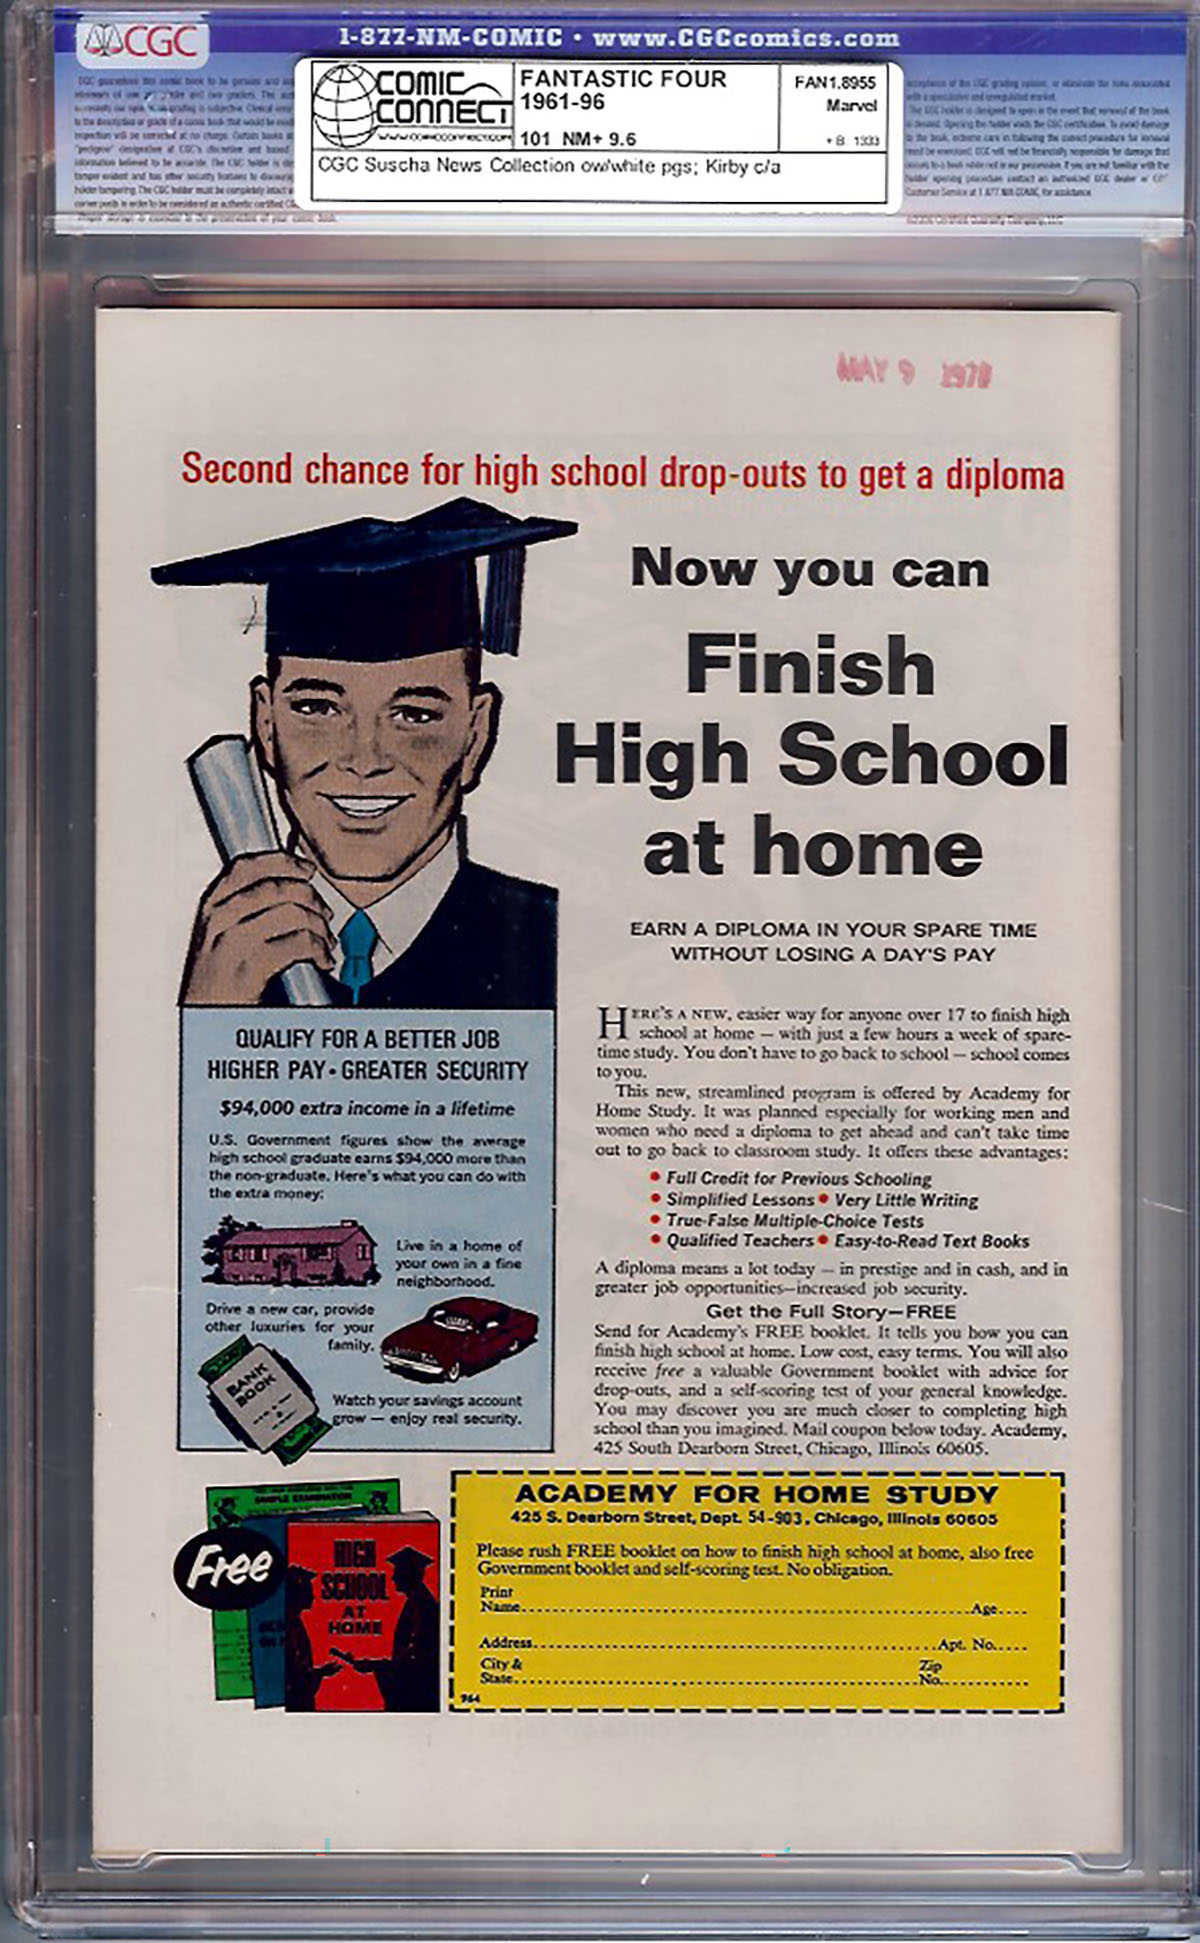 CGC
1-877-NM-COMIC • www.CGCcomics.com
COMIC
CONNECT
www.comicconnect.com
FANTASTIC FOUR
1961-96
101 NM+ 9.6
FAN1.8955
Marvel
+ B 1333
CGC Suscha News Collection ow/white pgs; Kirby c/a
MAY 9
Second chance for high school drop-outs to get a diploma
Now you can
Finish
High School
at home
EARN A DIPLOMA IN YOUR SPARE TIME
WITHOUT LOSING A DAY'S PAY
QUALIFY FOR A BETTER JOB
HIGHER PAY • GREATER SECURITY
$94,000 extra income in a lifetime
U.S. Government figures show the average
high school graduate earns $94,000 more than
the non-graduate. Here's what you can do with
the extra money:
Live in a home of
your own in a fine
neighborhood.
Drive a new car, provide
other luxuries for your
family.
BANK
BOOK
Watch your savings account
grow — enjoy real security.
HERE'S A NEW, easier way for anyone over 17 to finish high
school at home — with just a few hours a week of spare-
time study. You don't have to go back to school — school comes
to you.
This new, streamlined program is offered by Academy for
Home Study. It was planned especially for working men and
women who need a diploma to get ahead and can't take time
out to go back to classroom study. It offers these advantages:
• Full Credit for Previous Schooling
• Simplified Lessons • Very Little Writing
• True-False Multiple-Choice Tests
• Qualified Teachers • Easy-to-Read Text Books
A diploma means a lot today — in prestige and in cash, and in
greater job opportunities—increased job security.
Get the Full Story—FREE
Send for Academy's FREE booklet. It tells you how you can
finish high school at home. Low cost, easy terms. You will also
receive free a valuable Government booklet with advice for
drop-outs, and a self-scoring test of your general knowledge.
You may discover you are much closer to completing high
school than you imagined. Mail coupon below today. Academy,
425 South Dearborn Street, Chicago, Illinois 60605.
SAMPLE EXAMINATION
Free
HIGH
SCHOOL
AT
HOME
ACADEMY FOR HOME STUDY
425 S. Dearborn Street, Dept. 54-903, Chicago, Illinois 60605
Please rush FREE booklet on how to finish high school at home, also free
Government booklet and self-scoring test. No obligation.
Print
Name Age
Address Apt. No.
City & Zip
State No.
964